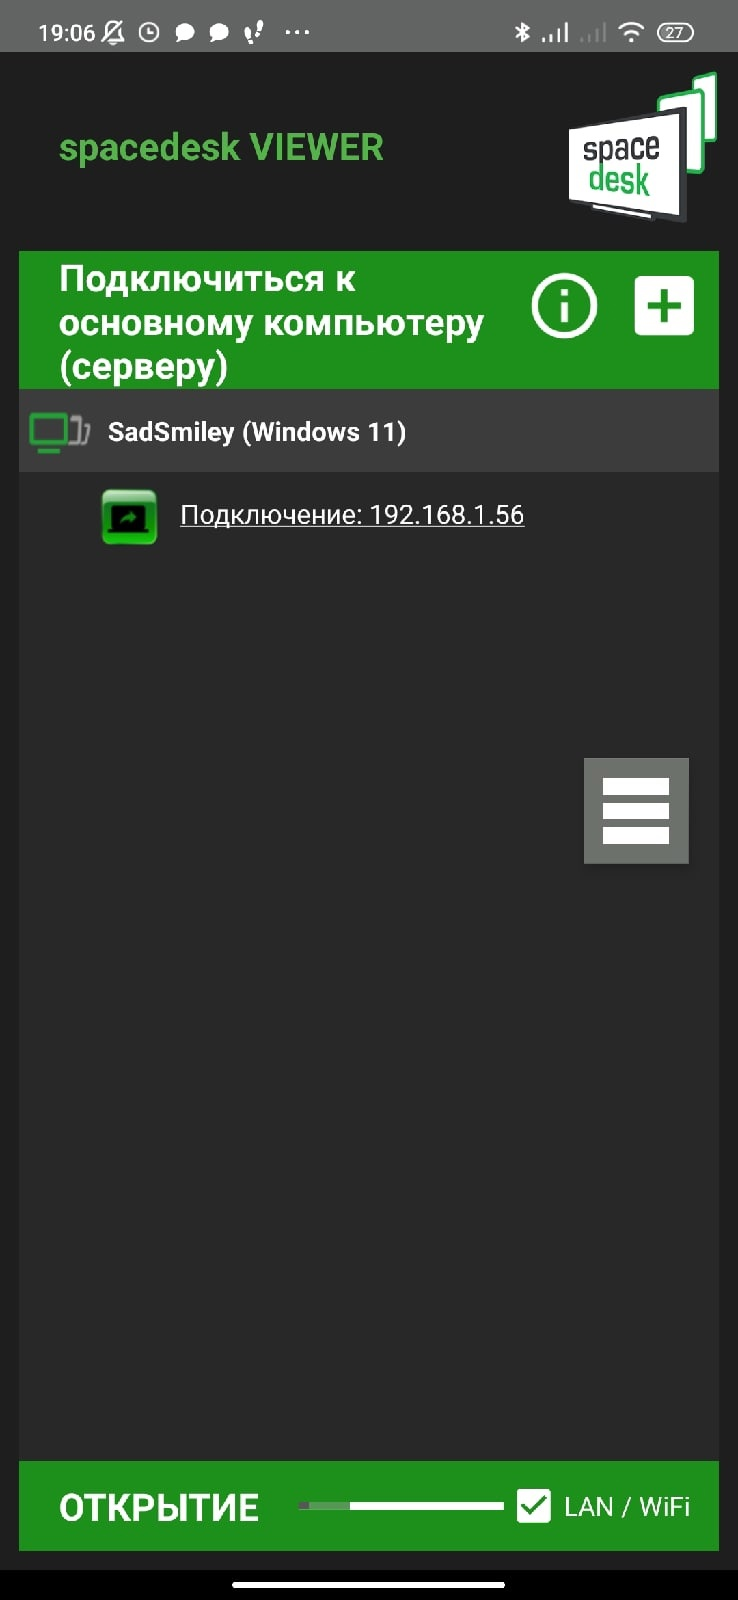 19:06
27
spacedesk VIEWER
space
desk
Подключиться к
основному компьютеру
(серверу)
SadSmiley (Windows 11)
Подключение: 192.168.1.56
ОТКРЫТИЕ
LAN / WiFi